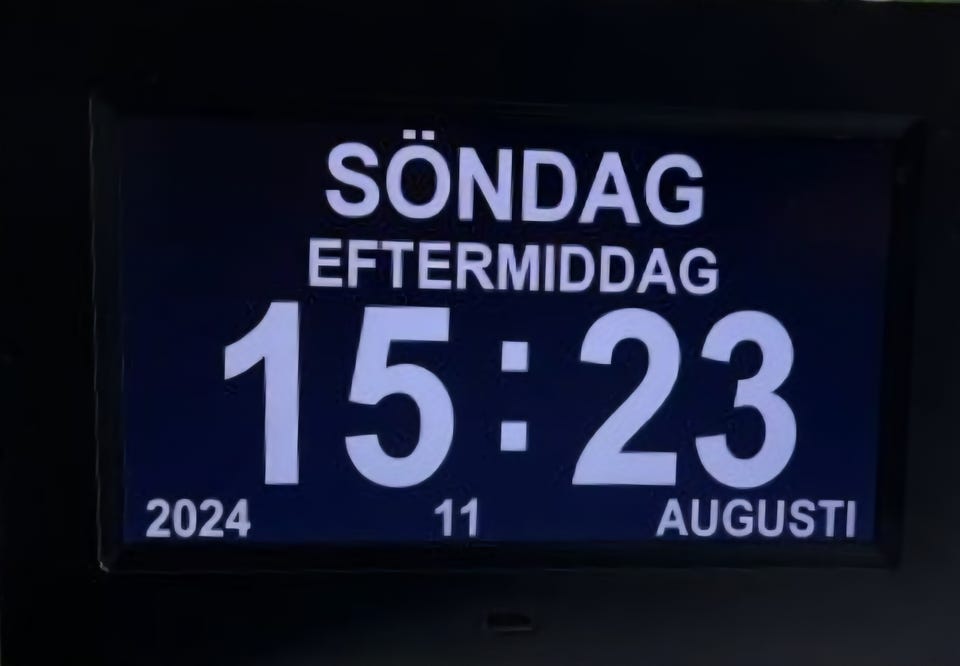 SÖNDAG
EFTERMIDDAG
15:23
2024 11 AUGUSTI